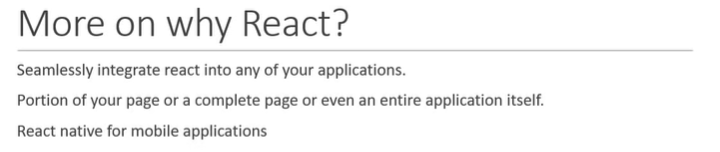 More on why React?
Seamlessly integrate react into any of your applications.
Portion of your page or a complete page or even an entire application itself.
React native for mobile applications